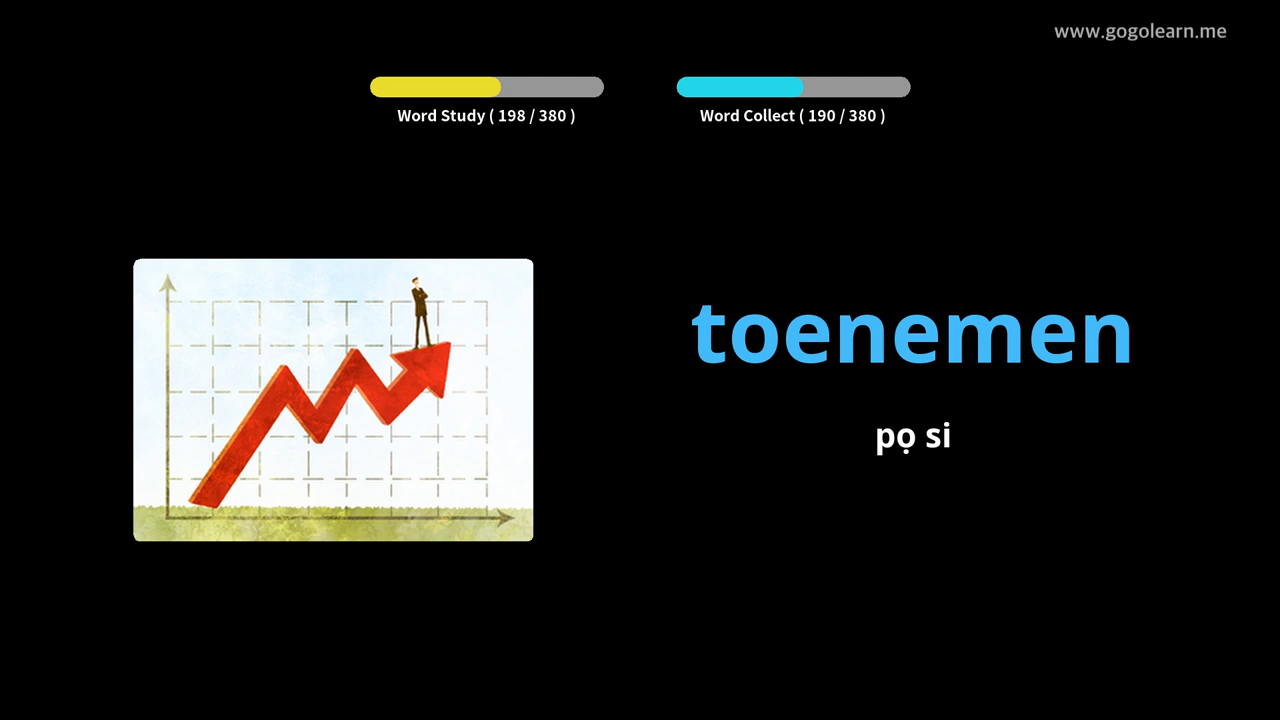 www.gogolearn.me
Word Study ( 198 / 380 )
Word Collect ( 190 / 380 )
toenemen
pọ si